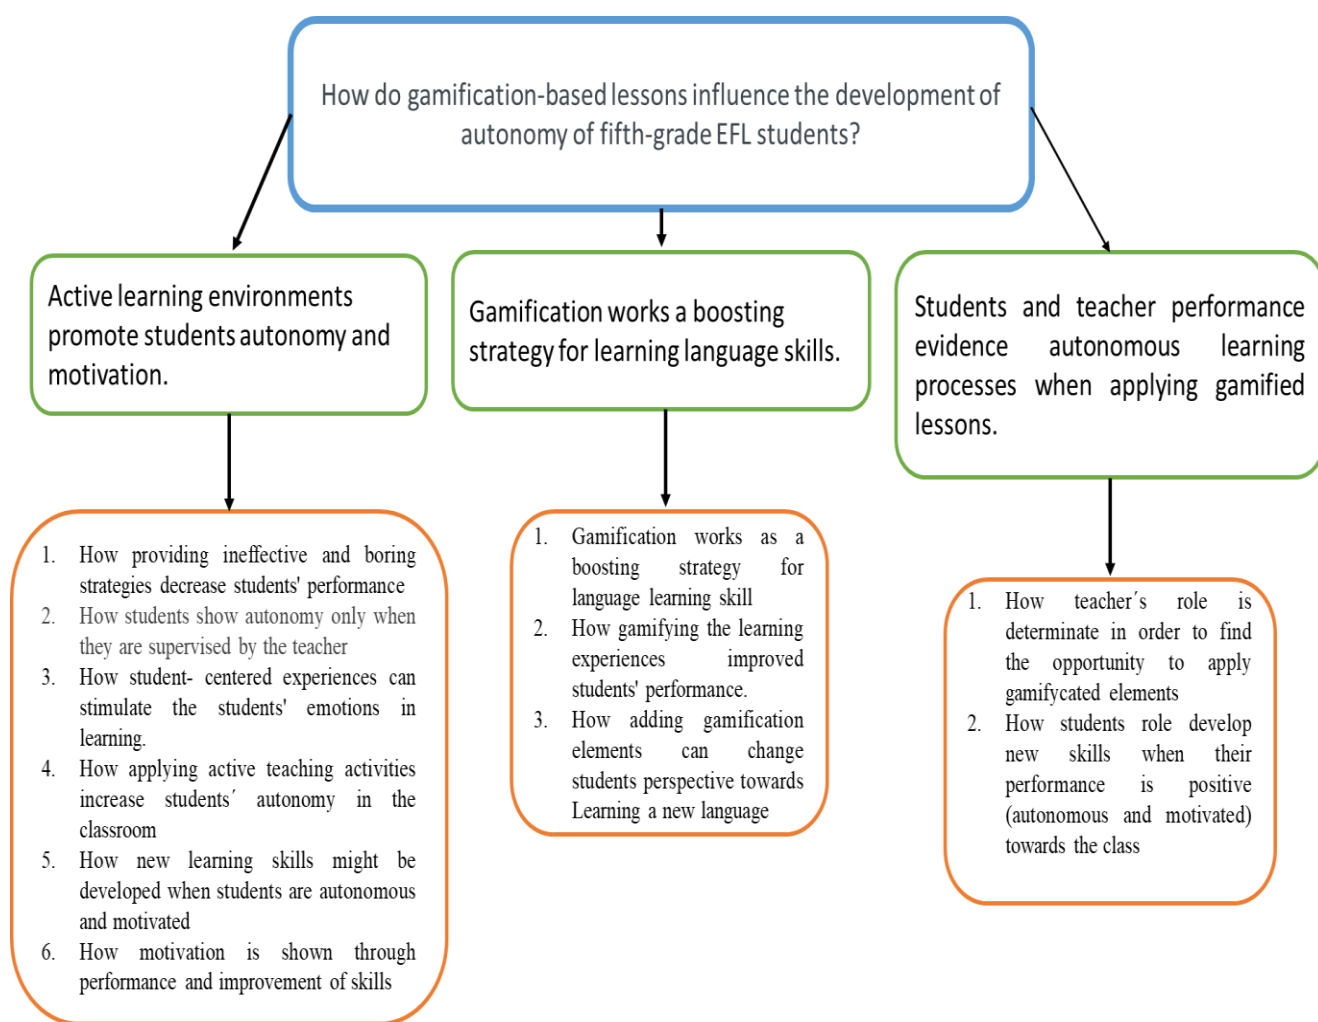 How do gamification-based lessons influence the development of
autonomy of fifth-grade EFL students?
Active learning environments
promote students autonomy and
motivation.
Gamification works a boosting
strategy for learning language skills.
Students and teacher performance
evidence autonomous learning
processes when applying gamified
lessons.
1. How providing ineffective and boring
strategies decrease students' performance
2. How students show autonomy only when
they are supervised by the teacher
3. How student- centered experiences can
stimulate the students' emotions in
learning.
4. How applying active teaching activities
increase students´ autonomy in the
classroom
5. How new learning skills might be
developed when students are autonomous
and motivated
6. How motivation is shown through
performance and improvement of skills
1. Gamification works as a
boosting strategy for
language learning skill
2. How gamifying the learning
experiences improved
students' performance.
3. How adding gamification
elements can change
students perspective towards
Learning a new language
1. How teacher´s role is
determinate in order to find
the opportunity to apply
gamifycated elements
2. How students role develop
new skills when their
performance is positive
(autonomous and motivated)
towards the class